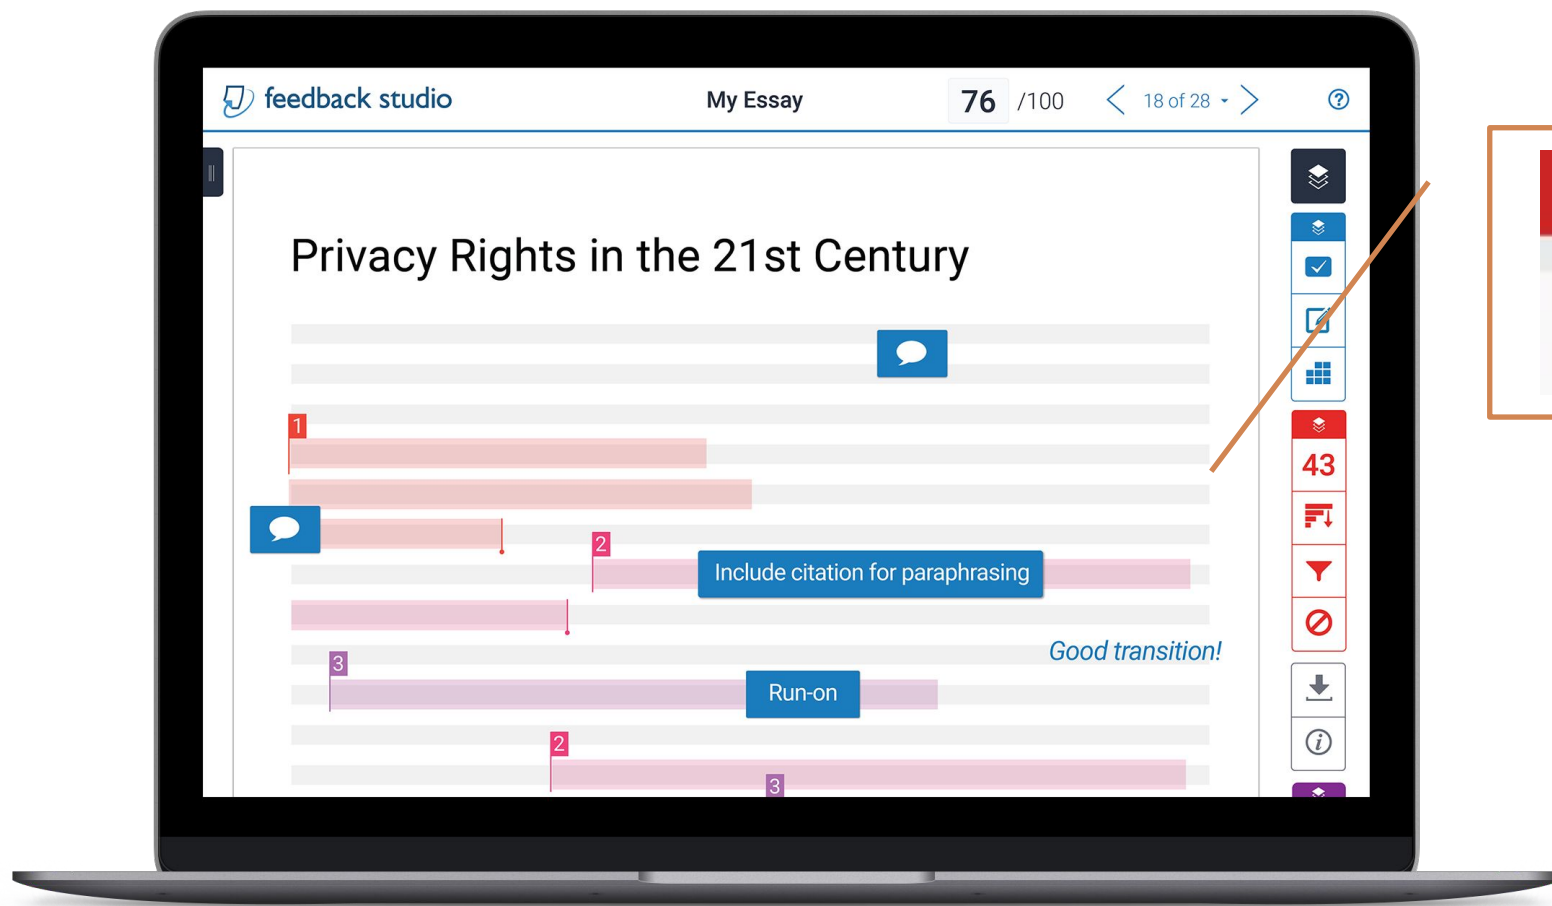 feedback studio
My Essay
76 /100
18 of 28
?
Privacy Rights in the 21st Century
1
43
2
Include citation for paraphrasing
Good transition!
3
Run-on
2
3
i